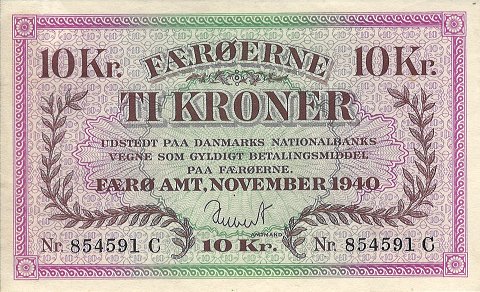 10 Kr. FÆRØERNE 10 Kr.
TI KRONER
UDSTEDT PAA DANMARKS NATIONALBANKS
VEGNE SOM GYLDIGT BETALINGSMIDDEL
PAA FÆRØERNE.
FÆRØ AMT, NOVEMBER 1940
AMTMAND
Nr. 854591 C 10 Kr. Nr. 854591 C